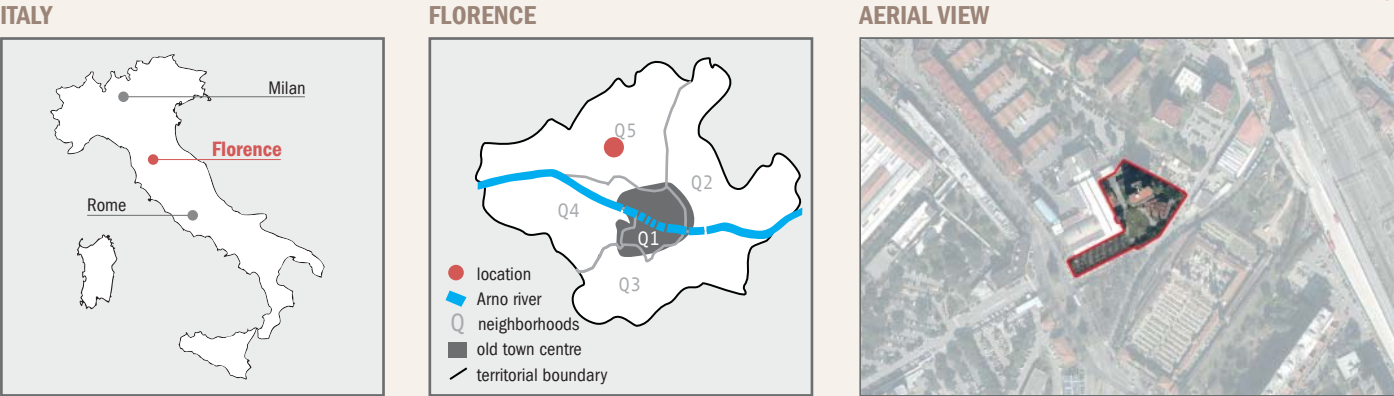 ITALY
Milan
Florence
Rome
FLORENCE
Q5
Q2
Q4
Q1
Q3
location
Arno river
Q neighborhoods
old town centre
territorial boundary
AERIAL VIEW